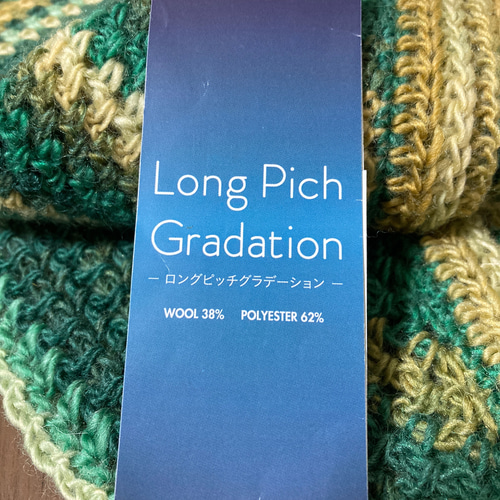 Long Pich
Gradation
— ロングピッチグラデーション —
WOOL 38% POLYESTER 62%